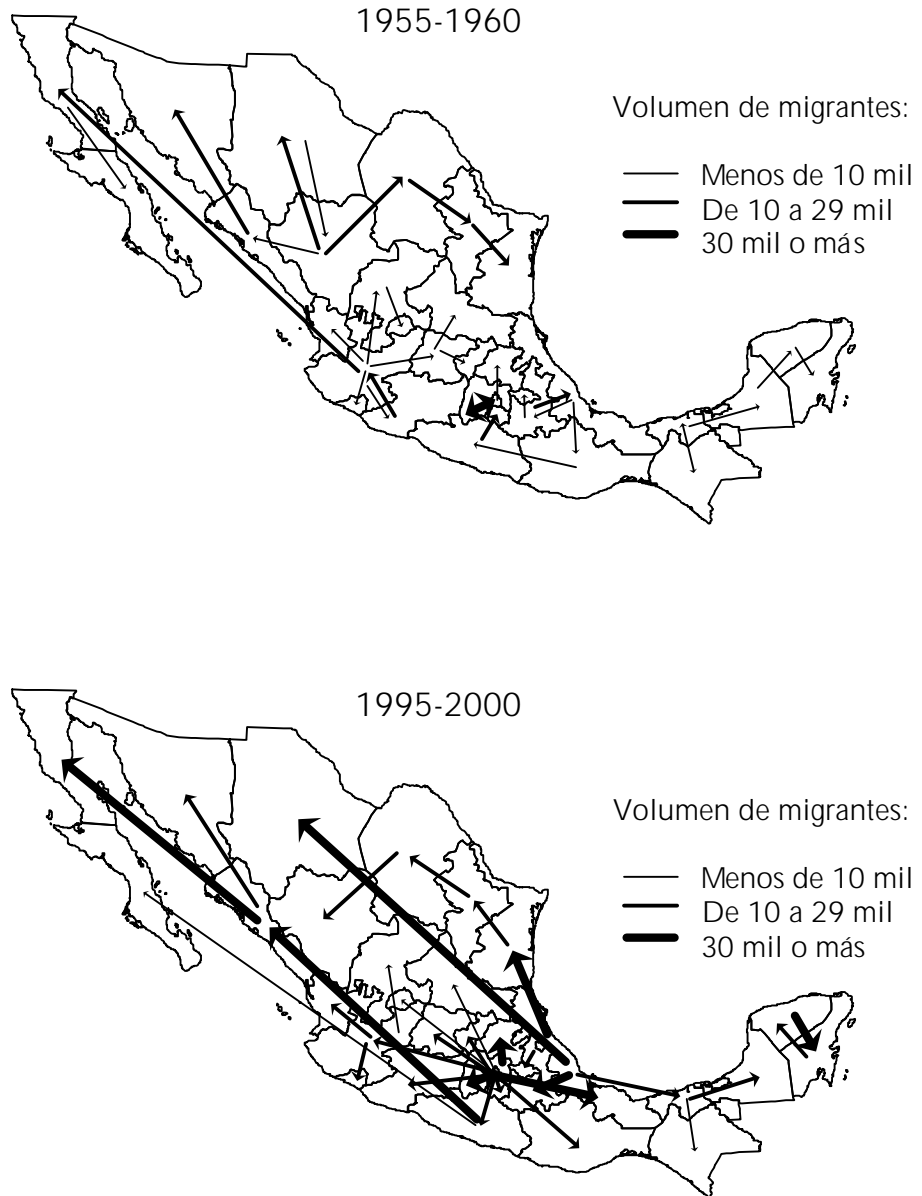 1955-1960
Volumen de migrantes:
Menos de 10 mil
De 10 a 29 mil
30 mil o más
1995-2000
Volumen de migrantes:
Menos de 10 mil
De 10 a 29 mil
30 mil o más